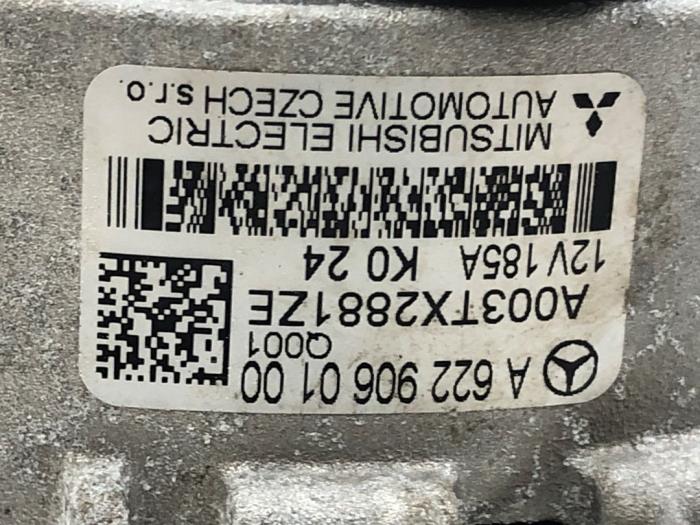 A 622 906 01 00
Q001
A003TX2881ZE
12V 185A K0 24
MITSUBISHI ELECTRIC
AUTOMOTIVE CZECH s.r.o.